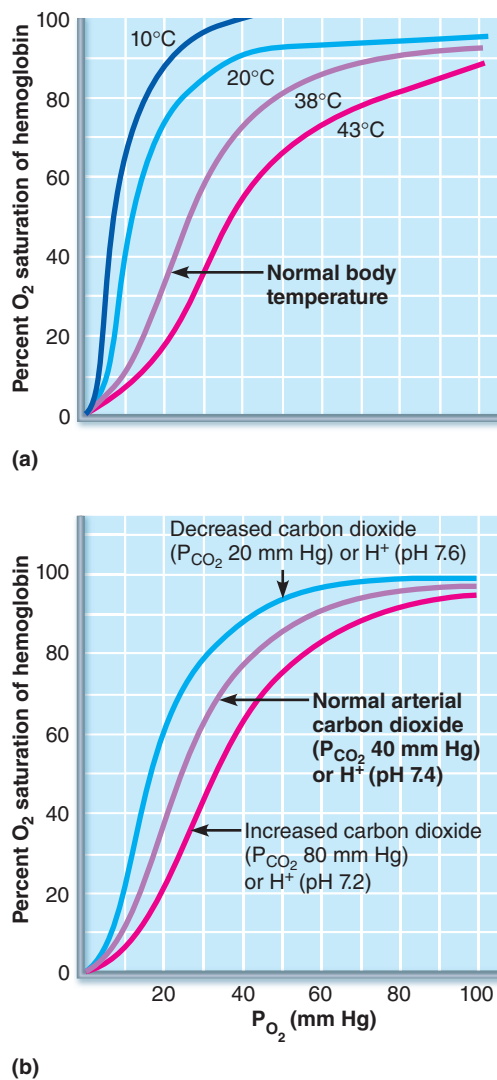 100
80
60
40
20
0
Percent O2 saturation of hemoglobin
10°C
20°C
38°C
43°C
Normal body
temperature
(a)
100
80
60
40
20
0
Percent O2 saturation of hemoglobin
Decreased carbon dioxide
(PCO2 20 mm Hg) or H+ (pH 7.6)
Normal arterial
carbon dioxide
(PCO2 40 mm Hg)
or H+ (pH 7.4)
Increased carbon dioxide
(PCO2 80 mm Hg)
or H+ (pH 7.2)
20 40 60 80 100
PO2 (mm Hg)
(b)